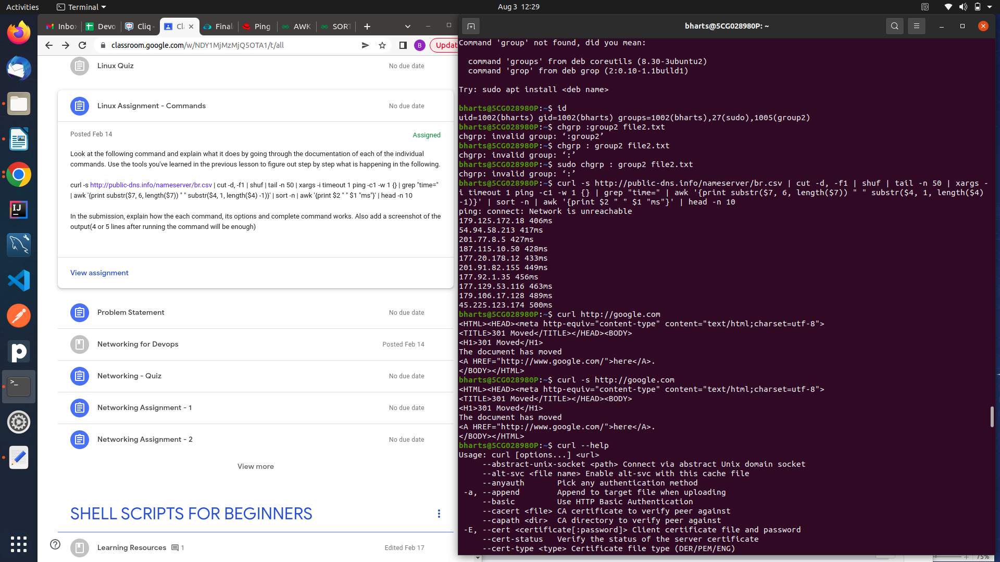 Activities
Terminal
Aug 3 12:29
Inbox
Devo
Cliq -
Cla
Final
Ping
AWK
SORT
classroom.google.com/w/NDY1MjMzMjQ5OTA1/t/all
B
Updat
Linux Quiz
No due date
Linux Assignment - Commands
No due date
Posted Feb 14
Assigned
Look at the following command and explain what it does by going through the documentation of each of the individual
commands. Use the tools you've learned in the previous lesson to figure out step by step what is happening in the following.
curl -s http://public-dns.info/nameserver/br.csv | cut -d, -f1 | shuf | tail -n 50 | xargs -i timeout 1 ping -c1 -w 1 {} | grep "time="
| awk '{print substr($7, 6, length($7)) " " substr($4, 1, length($4) -1)}' | sort -n | awk '{print $2 " " $1 "ms"}' | head -n 10
In the submission, explain how the each command, its options and complete command works. Also add a screenshot of the
output(4 or 5 lines after running the command will be enough)
View assignment
Problem Statement
No due date
Networking for Devops
Posted Feb 14
Networking - Quiz
No due date
Networking Assignment - 1
No due date
Networking Assignment - 2
No due date
View more
SHELL SCRIPTS FOR BEGINNERS
Learning Resources
1
Edited Feb 17
bharts@5CG028980P: ~
Command 'group' not found, did you mean:
command 'groups' from deb coreutils (8.30-3ubuntu2)
command 'grop' from deb grop (2:0.10-1.1build1)
Try: sudo apt install <deb name>
bharts@5CG028980P:~$ id
uid=1002(bharts) gid=1002(bharts) groups=1002(bharts),27(sudo),1005(group2)
bharts@5CG028980P:~$ chgrp :group2 file2.txt
chgrp: invalid group: ‘:group2’
bharts@5CG028980P:~$ chgrp : group2 file2.txt
chgrp: invalid group: ‘:’
bharts@5CG028980P:~$ sudo chgrp : group2 file2.txt
chgrp: invalid group: ‘:’
bharts@5CG028980P:~$ curl -s http://public-dns.info/nameserver/br.csv | cut -d, -f1 | shuf | tail -n 50 | xargs -
i timeout 1 ping -c1 -w 1 {} | grep "time=" | awk '{print substr($7, 6, length($7)) " " substr($4, 1, length($4)
-1)}' | sort -n | awk '{print $2 " " $1 "ms"}' | head -n 10
ping: connect: Network is unreachable
179.125.172.18 406ms
54.94.58.213 417ms
201.77.8.5 427ms
187.115.10.50 428ms
177.20.178.12 433ms
201.91.82.155 449ms
177.92.1.35 456ms
177.129.53.116 463ms
179.106.17.128 489ms
45.225.123.174 500ms
bharts@5CG028980P:~$ curl http://google.com
<HTML><HEAD><meta http-equiv="content-type" content="text/html;charset=utf-8">
<TITLE>301 Moved</TITLE></HEAD><BODY>
<H1>301 Moved</H1>
The document has moved
<A HREF="http://www.google.com/">here</A>.
</BODY></HTML>
bharts@5CG028980P:~$ curl -s http://google.com
<HTML><HEAD><meta http-equiv="content-type" content="text/html;charset=utf-8">
<TITLE>301 Moved</TITLE></HEAD><BODY>
<H1>301 Moved</H1>
The document has moved
<A HREF="http://www.google.com/">here</A>.
</BODY></HTML>
bharts@5CG028980P:~$ curl --help
Usage: curl [options...] <url>
--abstract-unix-socket <path> Connect via abstract Unix domain socket
--alt-svc <file name> Enable alt-svc with this cache file
--anyauth Pick any authentication method
-a, --append Append to target file when uploading
--basic Use HTTP Basic Authentication
--cacert <file> CA certificate to verify peer against
--capath <dir> CA directory to verify peer against
-E, --cert <certificate[:password]> Client certificate file and password
--cert-status Verify the status of the server certificate
--cert-type <type> Certificate file type (DER/PEM/ENG)
75%